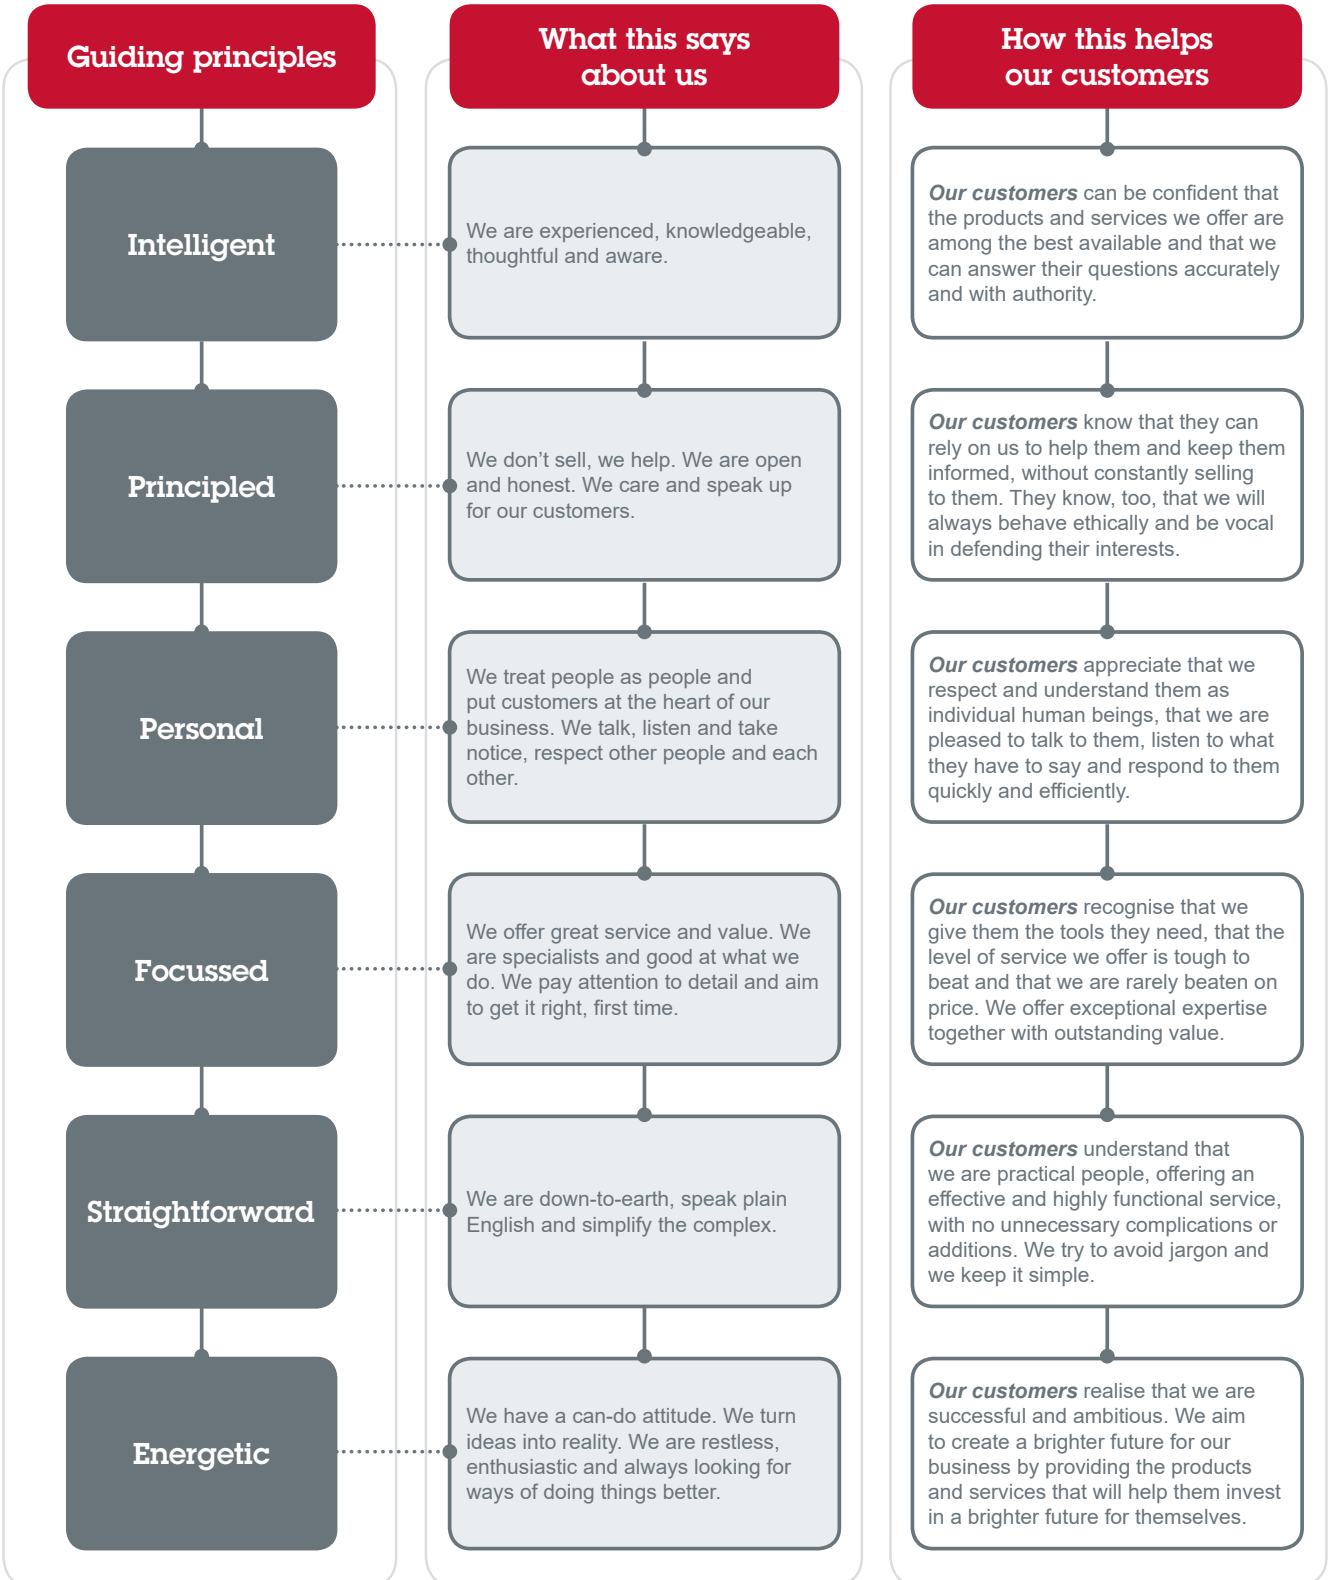 Guiding principles
What this says
about us
How this helps
our customers
Intelligent
We are experienced, knowledgeable,
thoughtful and aware.
Our customers can be confident that
the products and services we offer are
among the best available and that we
can answer their questions accurately
and with authority.
Principled
We don’t sell, we help. We are open
and honest. We care and speak up
for our customers.
Our customers know that they can
rely on us to help them and keep them
informed, without constantly selling
to them. They know, too, that we will
always behave ethically and be vocal
in defending their interests.
Personal
We treat people as people and
put customers at the heart of our
business. We talk, listen and take
notice, respect other people and each
other.
Our customers appreciate that we
respect and understand them as
individual human beings, that we are
pleased to talk to them, listen to what
they have to say and respond to them
quickly and efficiently.
Focussed
We offer great service and value. We
are specialists and good at what we
do. We pay attention to detail and aim
to get it right, first time.
Our customers recognise that we
give them the tools they need, that the
level of service we offer is tough to
beat and that we are rarely beaten on
price. We offer exceptional expertise
together with outstanding value.
Straightforward
We are down-to-earth, speak plain
English and simplify the complex.
Our customers understand that
we are practical people, offering an
effective and highly functional service,
with no unnecessary complications or
additions. We try to avoid jargon and
we keep it simple.
Energetic
We have a can-do attitude. We turn
ideas into reality. We are restless,
enthusiastic and always looking for
ways of doing things better.
Our customers realise that we are
successful and ambitious. We aim
to create a brighter future for our
business by providing the products
and services that will help them invest
in a brighter future for themselves.